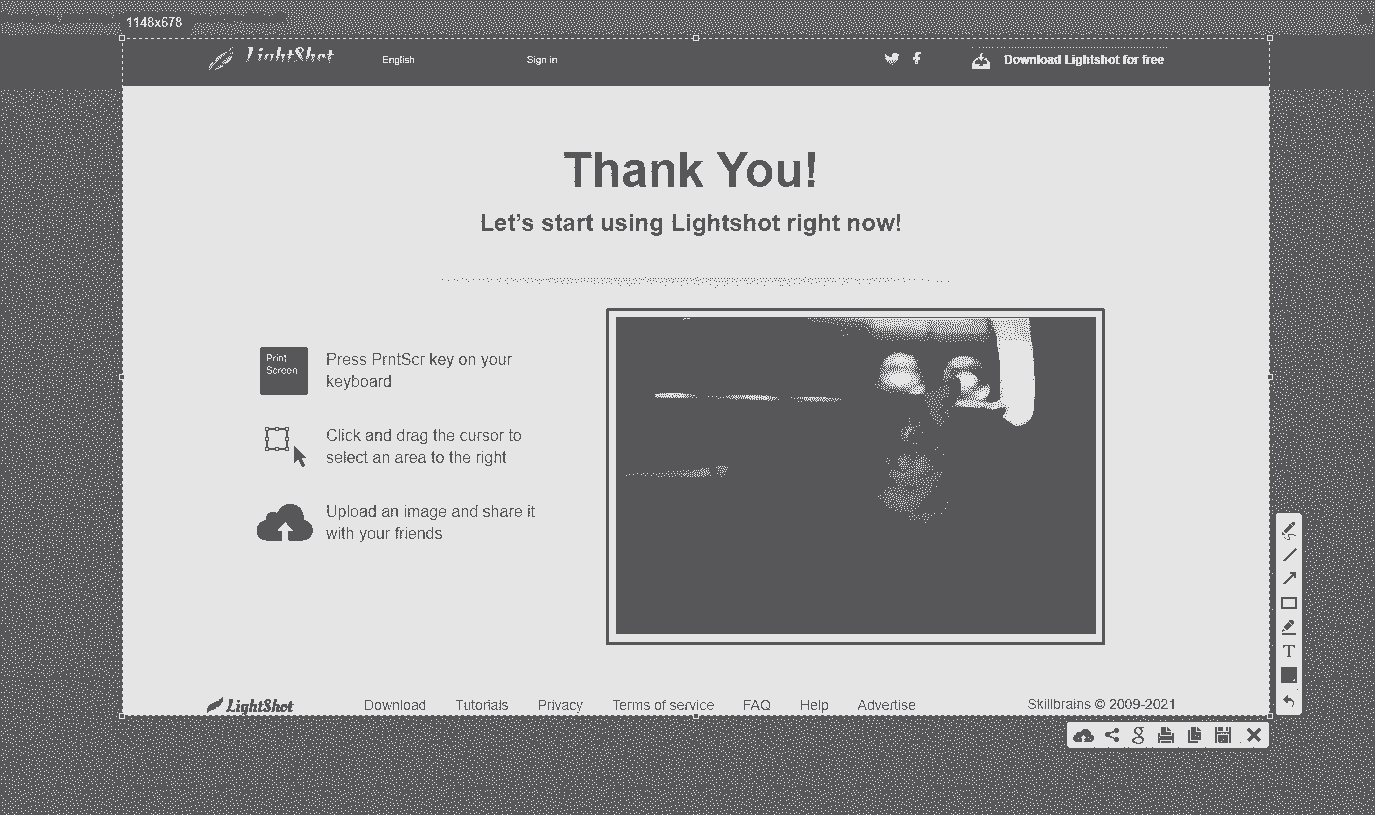 1148x678
LightShot
English
Sign in
Download Lightshot for free
Thank You!
Let's start using Lightshot right now!
Print
Screen
Press PrntScr key on your
keyboard
Click and drag the cursor to
select an area to the right
Upload an image and share it
with your friends
T
g
LightShot
Download
Tutorials
Privacy
Terms of service
FAQ
Help
Advertise
Skillbrains © 2009-2021